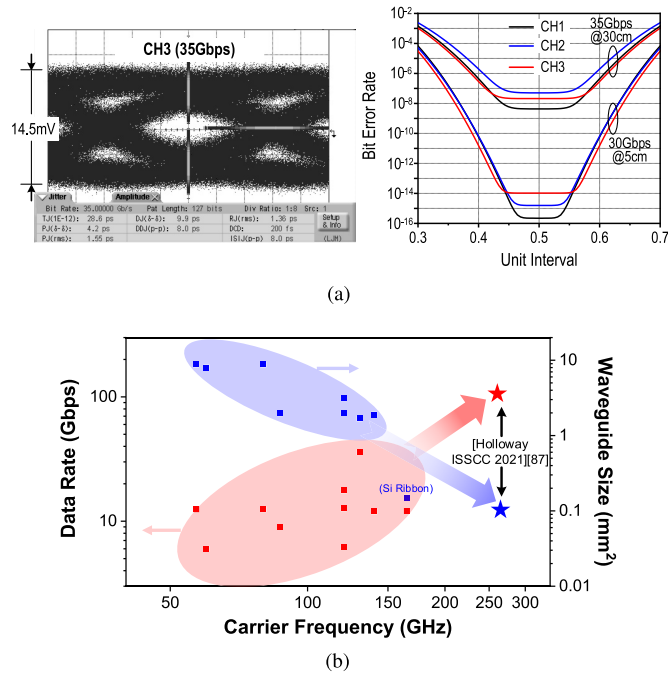 (a)
CH3 (35Gbps)
14.5mV
Jitter
Amplitude
Bit Rate: 35.00000 Gb/s Pat Length: 127 bits Div Ratio: 1:8 Src: 1
TJ(1E-12): 28.6 ps DJ(δ-δ): 9.9 ps RJ(rms): 1.36 ps
PJ(δ-δ): 4.2 ps DDJ(p-p): 8.0 ps DCD: 200 fs
PJ(rms): 1.55 ps ISI(p-p): 8.0 ps
Setup
& Info
(LJM)
Bit Error Rate
10-2
10-4
10-6
10-8
10-10
10-12
10-14
10-16
CH1
CH2
CH3
35Gbps
@30cm
30Gbps
@5cm
0.3 0.4 0.5 0.6 0.7
Unit Interval
(a)
Data Rate (Gbps)
100
10
(Si Ribbon)
[Holloway
ISSCC 2021][87]
10
1
0.1
0.01
Waveguide Size (mm2)
50 100 150 200 250 300
Carrier Frequency (GHz)
(b)